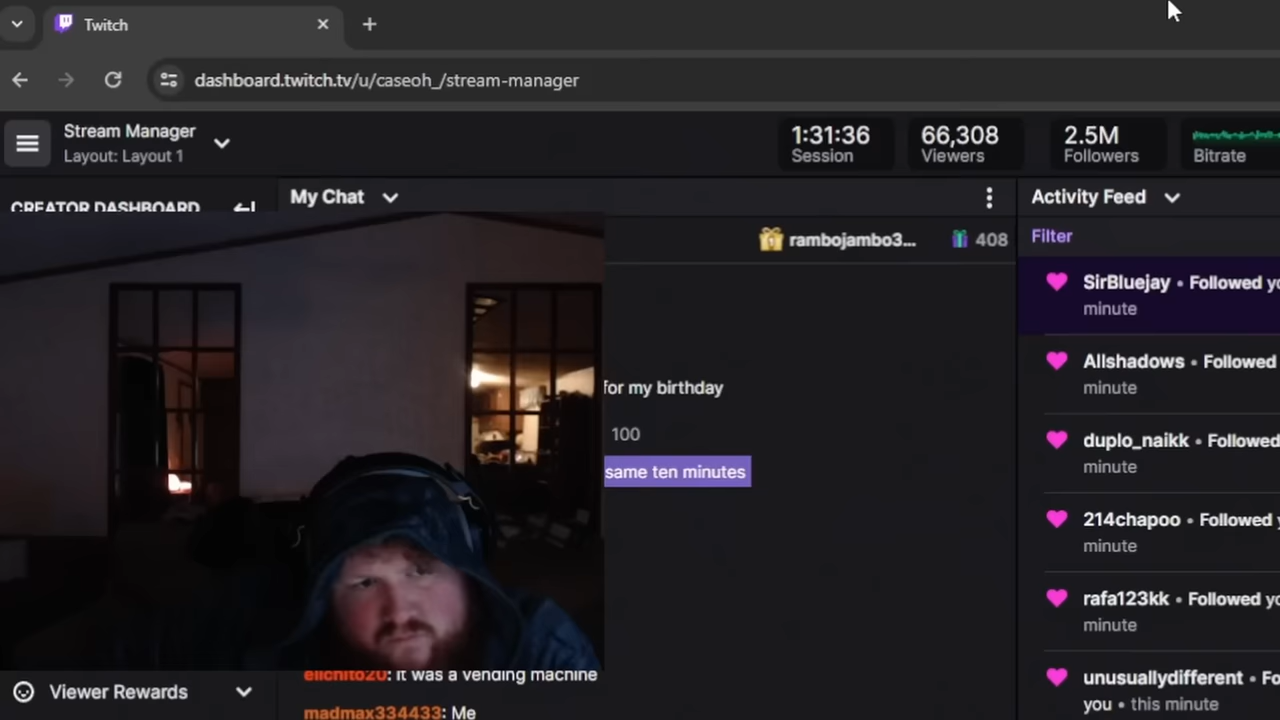 Twitch
dashboard.twitch.tv/u/caseoh_/stream-manager
Stream Manager
Layout: Layout 1
1:31:36
Session
66,308
Viewers
2.5M
Followers
Bitrate
CREATOR DASHBOARD
My Chat
Activity Feed
rambojambo3...
408
Filter
SirBluejay • Followed
minute
Allshadows • Followed
minute
for my birthday
100
duplo_naikk • Followed
minute
same ten minutes
214chapoo • Followed
minute
rafa123kk • Followed
minute
elichito20: It was a vending machine
unusuallydifferent •
you • this minute
Viewer Rewards
madmax334433: Me